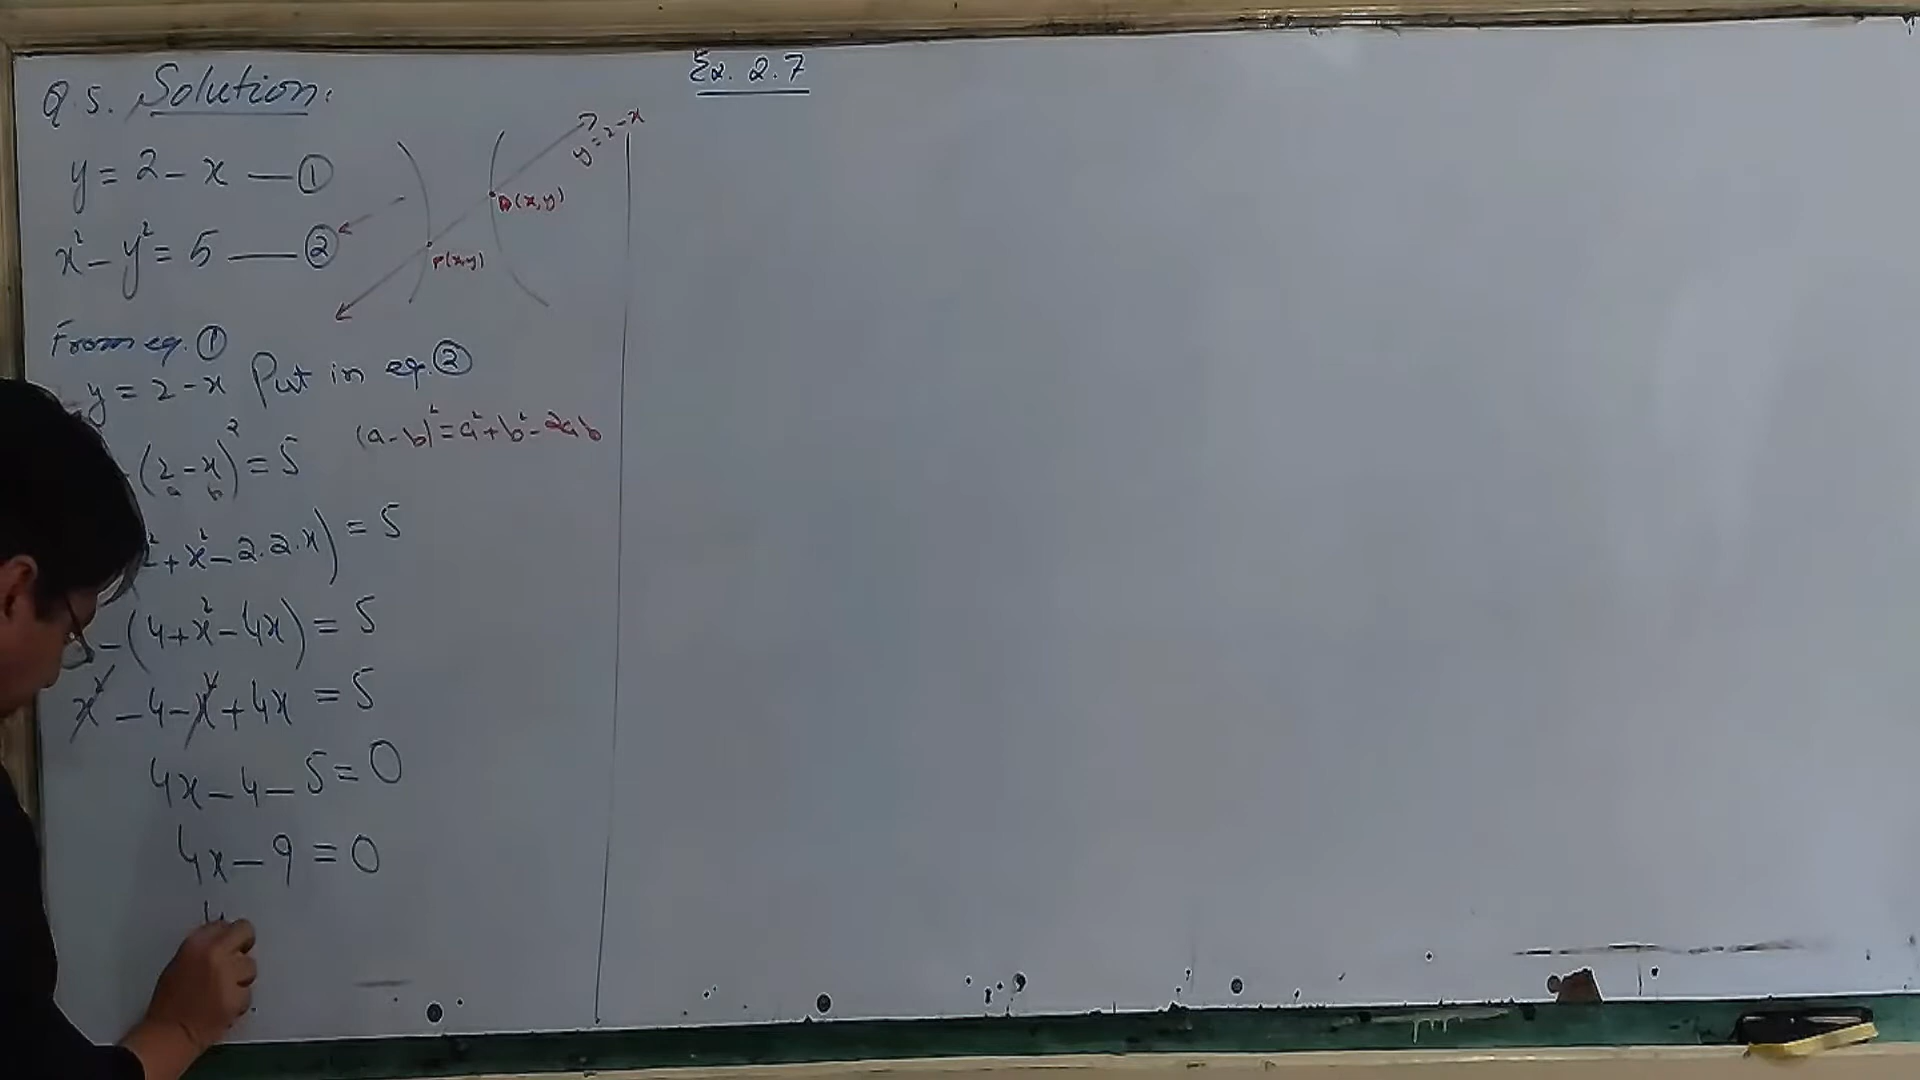 Ex. 2.7
Q.5. Solution:
y = 2 - x —①
x² - y² = 5 —②
y = 2 - x
Q(x,y)
P(x,y)
From eq. ①
y = 2 - x Put in eq. ②
(a - b)² = a² + b² - 2ab
(2 - x)² = 5
a b
² + x² - 2.2.x) = 5
- (4 + x² - 4x) = 5
x² - 4 - x² + 4x = 5
4x - 4 - 5 = 0
4x - 9 = 0
4